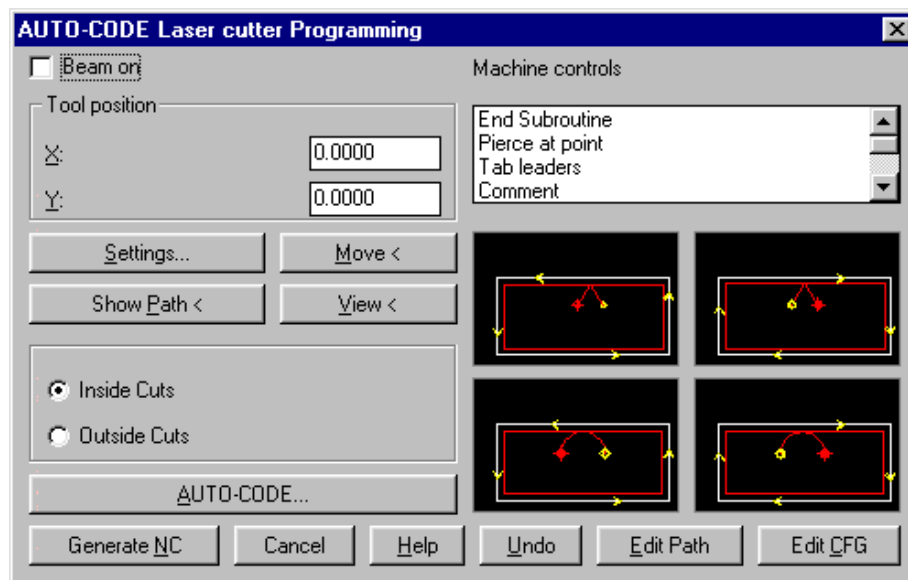 AUTO-CODE Laser cutter Programming
Beam on
Machine controls
Tool position
X: 0.0000
Y: 0.0000
End Subroutine
Pierce at point
Tab leaders
Comment
Settings... Move <
Show Path < View <
Inside Cuts
Outside Cuts
AUTO-CODE...
Generate NC Cancel Help Undo Edit Path Edit CFG